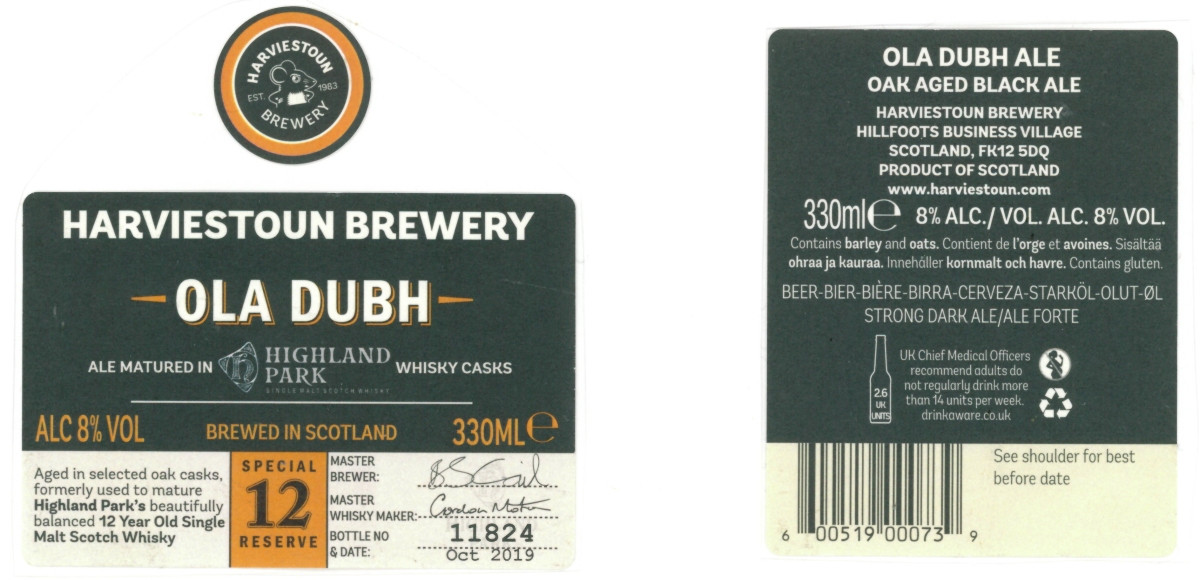 HARVIESTOUN
EST. 1983
BREWERY
HARVIESTOUN BREWERY
OLA DUBH
ALE MATURED IN HIGHLAND PARK WHISKY CASKS
SINGLE MALT SCOTCH WHISKY
ALC 8% VOL BREWED IN SCOTLAND 330ML e
Aged in selected oak casks,
formerly used to mature
Highland Park's beautifully
balanced 12 Year Old Single
Malt Scotch Whisky
SPECIAL
12
RESERVE
MASTER
BREWER:
MASTER
WHISKY MAKER: Gordon Motion
BOTTLE NO 11824
& DATE: Oct 2019
OLA DUBH ALE
OAK AGED BLACK ALE
HARVIESTOUN BREWERY
HILLFOOTS BUSINESS VILLAGE
SCOTLAND, FK12 5DQ
PRODUCT OF SCOTLAND
www.harviestoun.com
330ml e 8% ALC./ VOL. ALC. 8% VOL.
Contains barley and oats. Contient de l'orge et avoines. Sisältää
ohraa ja kauraa. Innehåller kornmalt och havre. Contains gluten.
BEER-BIER-BIÈRE-BIRRA-CERVEZA-STARKÖL-OLUT-ØL
STRONG DARK ALE/ALE FORTE
2.6
UK
UNITS
UK Chief Medical Officers
recommend adults do
not regularly drink more
than 14 units per week.
drinkaware.co.uk
See shoulder for best
before date
6 00519 00073 9